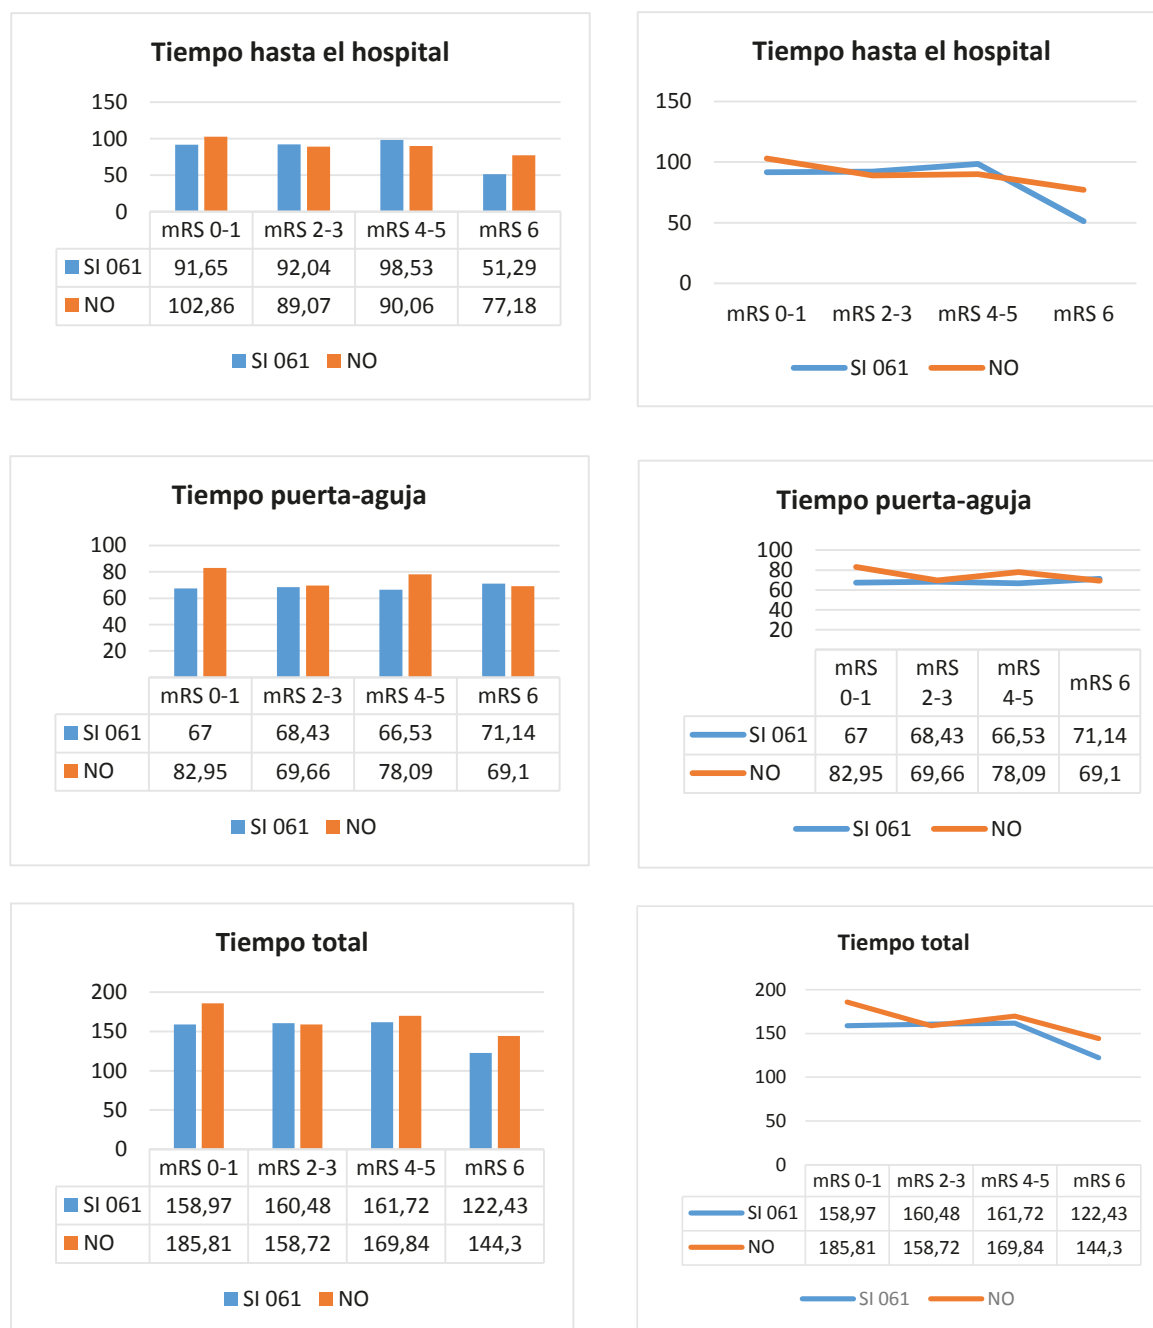 Tiempo hasta el hospital
150
100
50
0
mRS 0-1 mRS 2-3 mRS 4-5 mRS 6
SI 061 91,65 92,04 98,53 51,29
NO 102,86 89,07 90,06 77,18
SI 061 NO
Tiempo hasta el hospital
150
100
50
0
mRS 0-1 mRS 2-3 mRS 4-5 mRS 6
SI 061 NO
Tiempo puerta-aguja
100
80
60
40
20
mRS 0-1 mRS 2-3 mRS 4-5 mRS 6
SI 061 67 68,43 66,53 71,14
NO 82,95 69,66 78,09 69,1
SI 061 NO
Tiempo puerta-aguja
100
80
60
40
20
mRS mRS mRS mRS 6
0-1 2-3 4-5
SI 061 67 68,43 66,53 71,14
NO 82,95 69,66 78,09 69,1
SI 061 NO
Tiempo total
200
150
100
50
0
mRS 0-1 mRS 2-3 mRS 4-5 mRS 6
SI 061 158,97 160,48 161,72 122,43
NO 185,81 158,72 169,84 144,3
SI 061 NO
Tiempo total
200
150
100
50
0
mRS 0-1 mRS 2-3 mRS 4-5 mRS 6
SI 061 158,97 160,48 161,72 122,43
NO 185,81 158,72 169,84 144,3
SI 061 NO